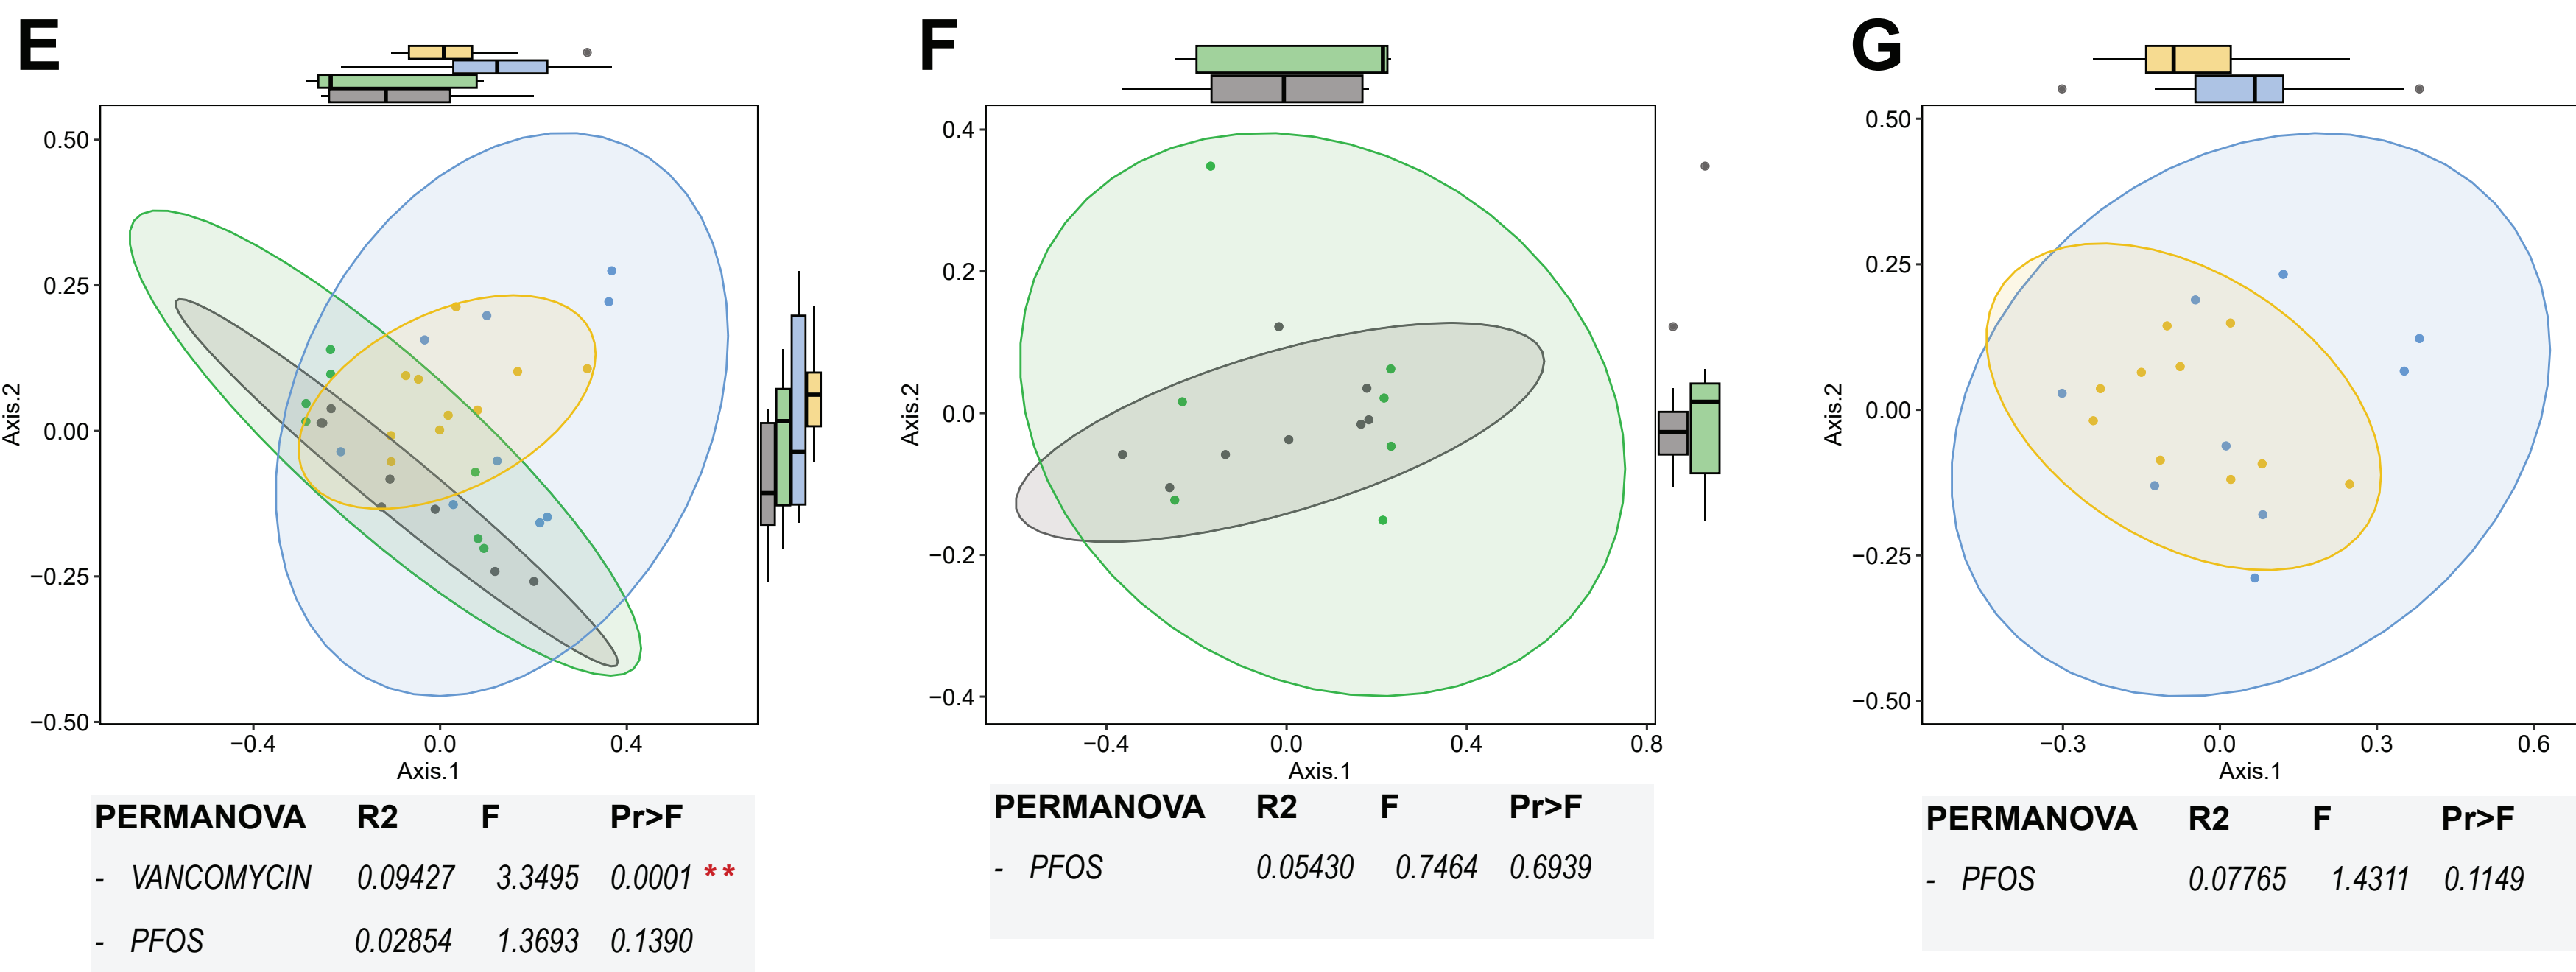 E
0.50
0.25
0.00
−0.25
−0.50
Axis.2
−0.4 0.0 0.4
Axis.1
PERMANOVA R2 F Pr>F
- VANCOMYCIN 0.09427 3.3495 0.0001 **
- PFOS 0.02854 1.3693 0.1390
F
0.4
0.2
0.0
−0.2
−0.4
Axis.2
−0.4 0.0 0.4 0.8
Axis.1
PERMANOVA R2 F Pr>F
- PFOS 0.05430 0.7464 0.6939
G
0.50
0.25
0.00
−0.25
−0.50
Axis.2
−0.3 0.0 0.3 0.6
Axis.1
PERMANOVA R2 F Pr>F
- PFOS 0.07765 1.4311 0.1149